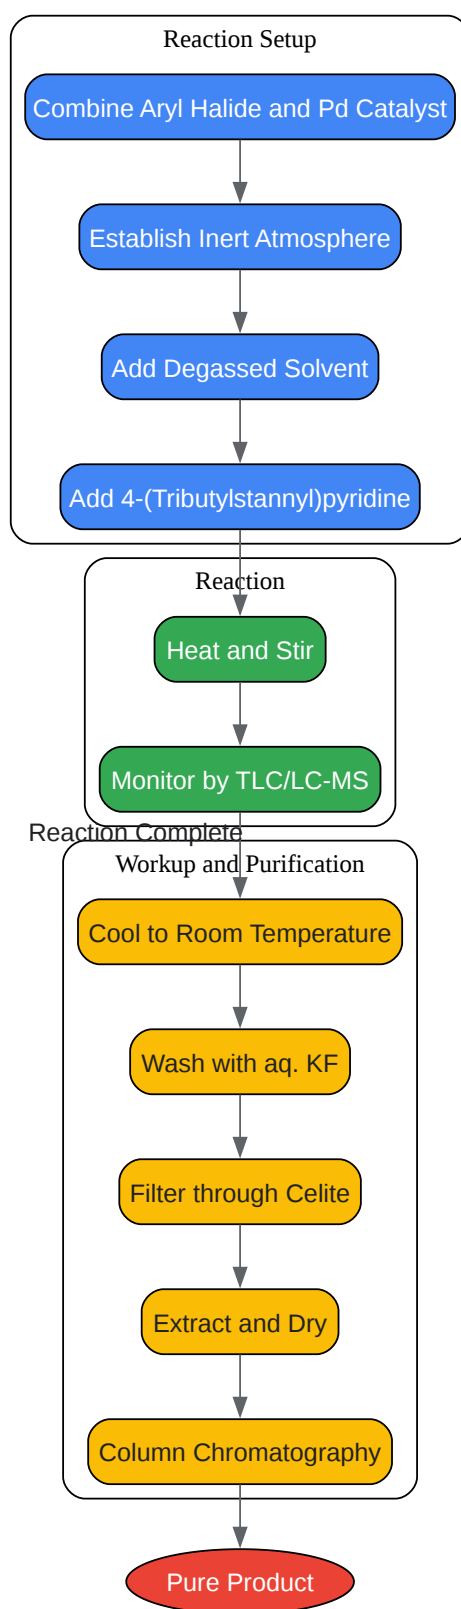 Reaction Setup
Combine Aryl Halide and Pd Catalyst
Establish Inert Atmosphere
Add Degassed Solvent
Add 4-(Tributylstannyl)pyridine
Reaction
Heat and Stir
Monitor by TLC/LC-MS
Reaction Complete
Workup and Purification
Cool to Room Temperature
Wash with aq. KF
Filter through Celite
Extract and Dry
Column Chromatography
Pure Product